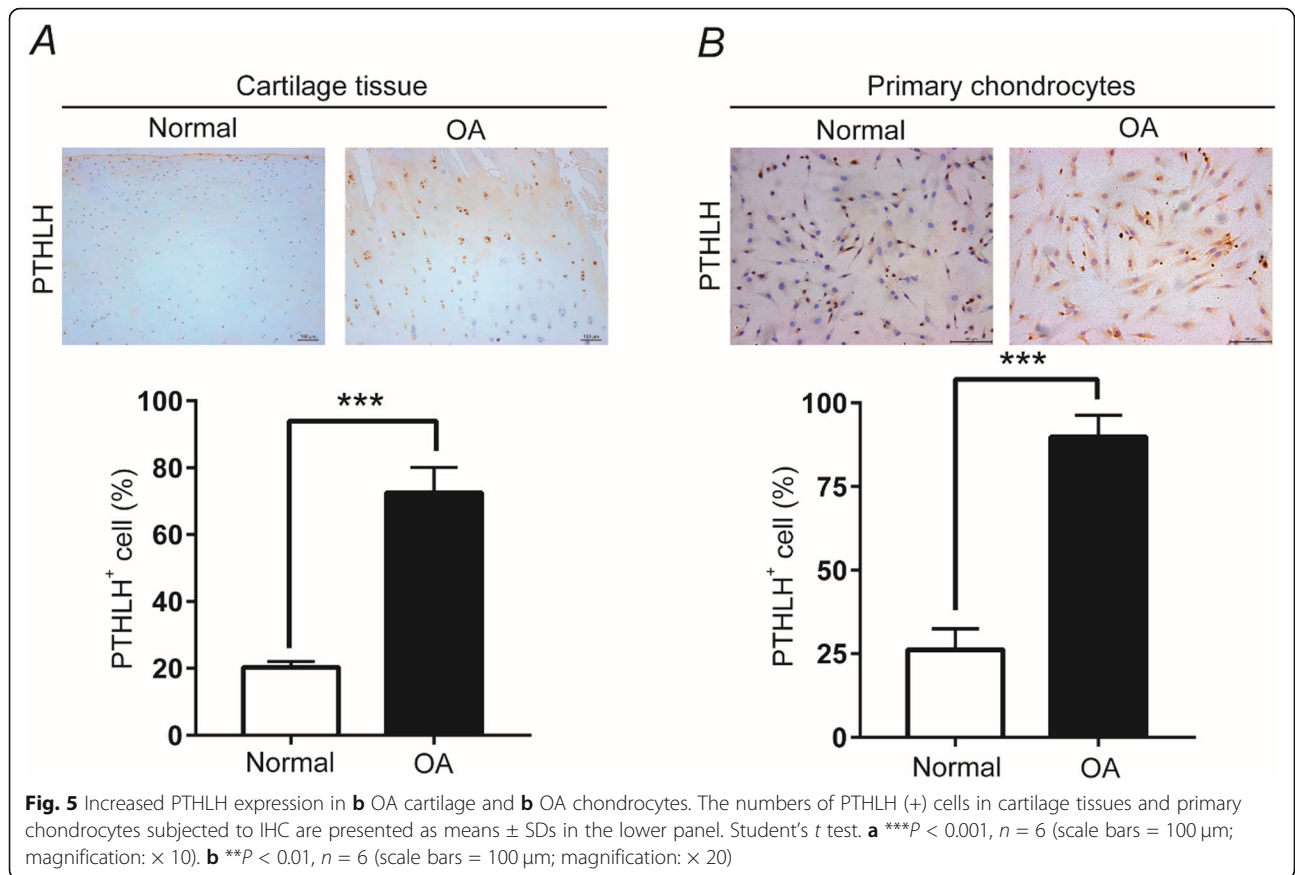 A
B
Cartilage tissue
Primary chondrocytes
Normal
OA
Normal
OA
PTHLH
PTHLH
100 µm
***
***
100
80
60
40
20
0
PTHLH+ cell (%)
Normal
OA
100
75
50
25
0
PTHLH+ cell (%)
Normal
OA
Fig. 5 Increased PTHLH expression in b OA cartilage and b OA chondrocytes. The numbers of PTHLH (+) cells in cartilage tissues and primary
chondrocytes subjected to IHC are presented as means ± SDs in the lower panel. Student's t test. a ***P < 0.001, n = 6 (scale bars = 100 µm;
magnification: × 10). b **P < 0.01, n = 6 (scale bars = 100 µm; magnification: × 20)